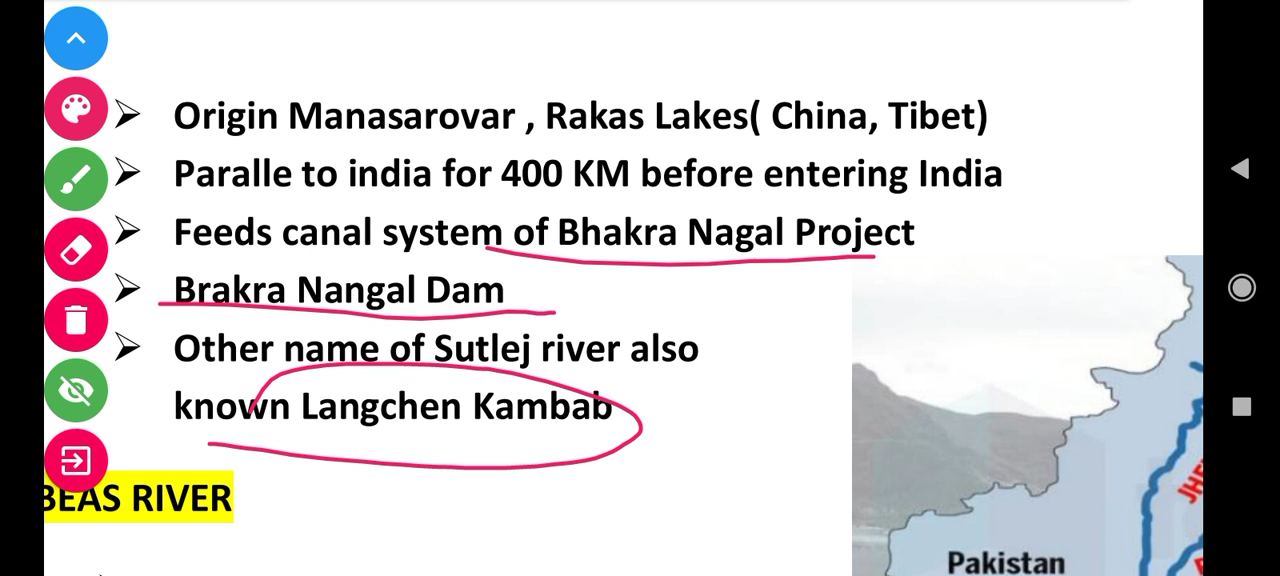 Origin Manasarovar , Rakas Lakes( China, Tibet)
Paralle to india for 400 KM before entering India
Feeds canal system of Bhakra Nagal Project
Brakra Nangal Dam
Other name of Sutlej river also
known Langchen Kambab
BEAS RIVER
Pakistan